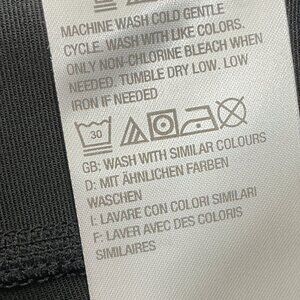 MACHINE WASH COLD GENTLE
CYCLE. WASH WITH LIKE COLORS.
ONLY NON-CHLORINE BLEACH WHEN
NEEDED. TUMBLE DRY LOW. LOW
IRON IF NEEDED
30
GB: WASH WITH SIMILAR COLOURS
D: MIT ÄHNLICHEN FARBEN
WASCHEN
I: LAVARE CON COLORI SIMILARI
F: LAVER AVEC DES COLORIS
SIMILAIRES